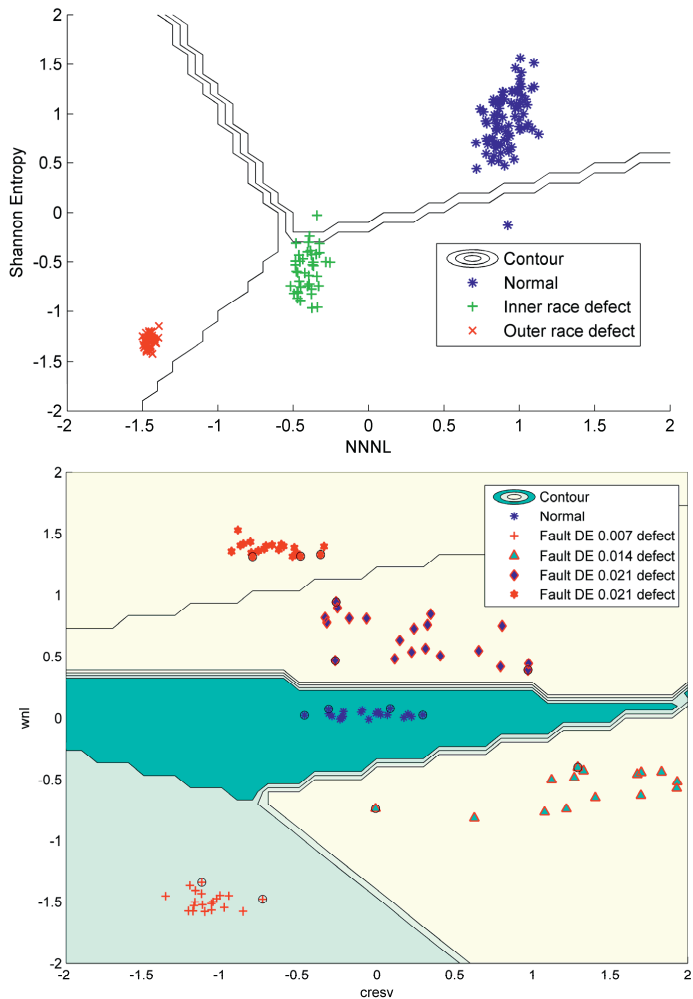 2
1.5
1
0.5
0
-0.5
-1
-1.5
-2
Shannon Entropy
Contour
Normal
Inner race defect
Outer race defect
-2 -1.5 -1 -0.5 0 0.5 1 1.5 2
NNNL
2
1.5
1
0.5
0
-0.5
-1
-1.5
-2
wnl
Contour
Normal
Fault DE 0.007 defect
Fault DE 0.014 defect
Fault DE 0.021 defect
Fault DE 0.021 defect
-2 -1.5 -1 -0.5 0 0.5 1 1.5 2
cresv